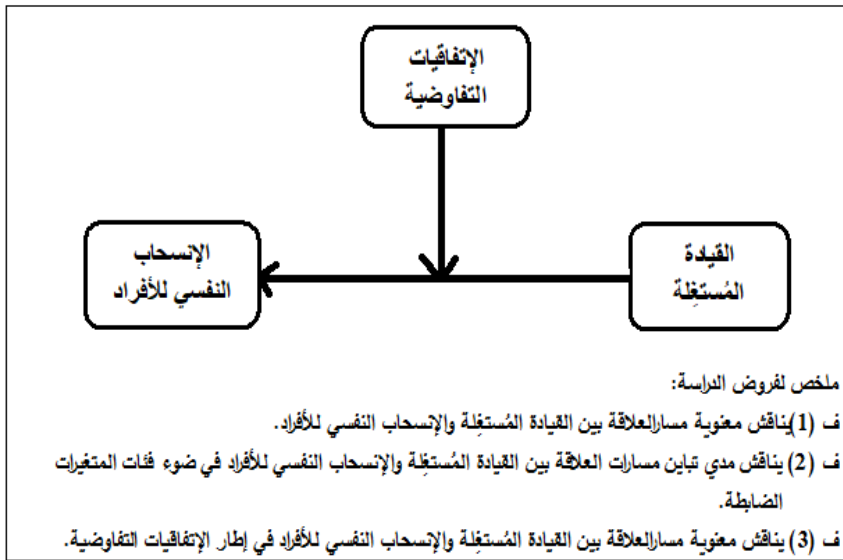 الإتفاقيات
التفاوضية
القيادة
المُستغِلة
الإنسحاب
النفسي للأفراد
ملخص لفروض الدراسة:
ف (1)يناقش معنوية مسارالعلاقة بين القيادة المُستغِلة والإنسحاب النفسي للأفراد.
ف (2) يناقش مدي تباين مسارات العلاقة بين القيادة المُستغِلة والإنسحاب النفسي للأفراد في ضوء فئات المتغيرات
الضابطة.
ف (3) يناقش معنوية مسارالعلاقة بين القيادة المُستغِلة والإنسحاب النفسي للأفراد في إطار الإتفاقيات التفاوضية.